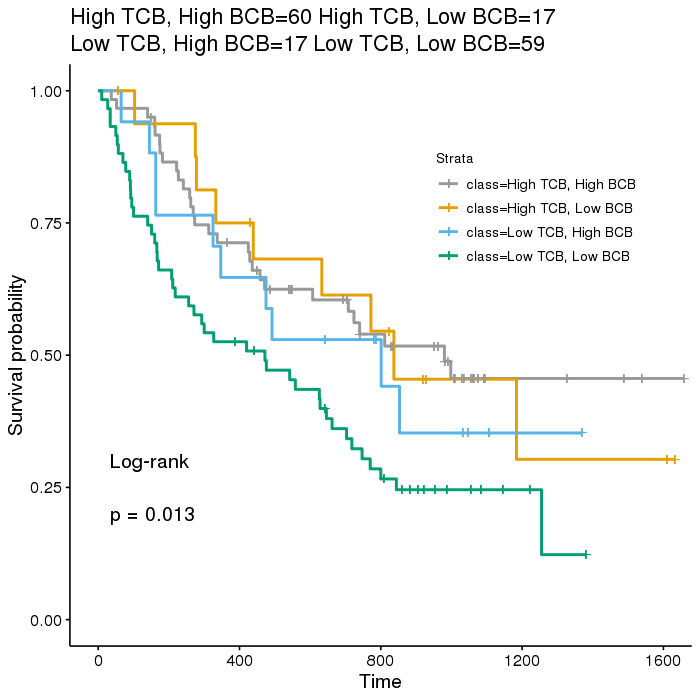 High TCB, High BCB=60 High TCB, Low BCB=17
Low TCB, High BCB=17 Low TCB, Low BCB=59
1.00
0.75
0.50
0.25
0.00
Survival probability
Strata
class=High TCB, High BCB
class=High TCB, Low BCB
class=Low TCB, High BCB
class=Low TCB, Low BCB
Log-rank
p = 0.013
0 400 800 1200 1600
Time